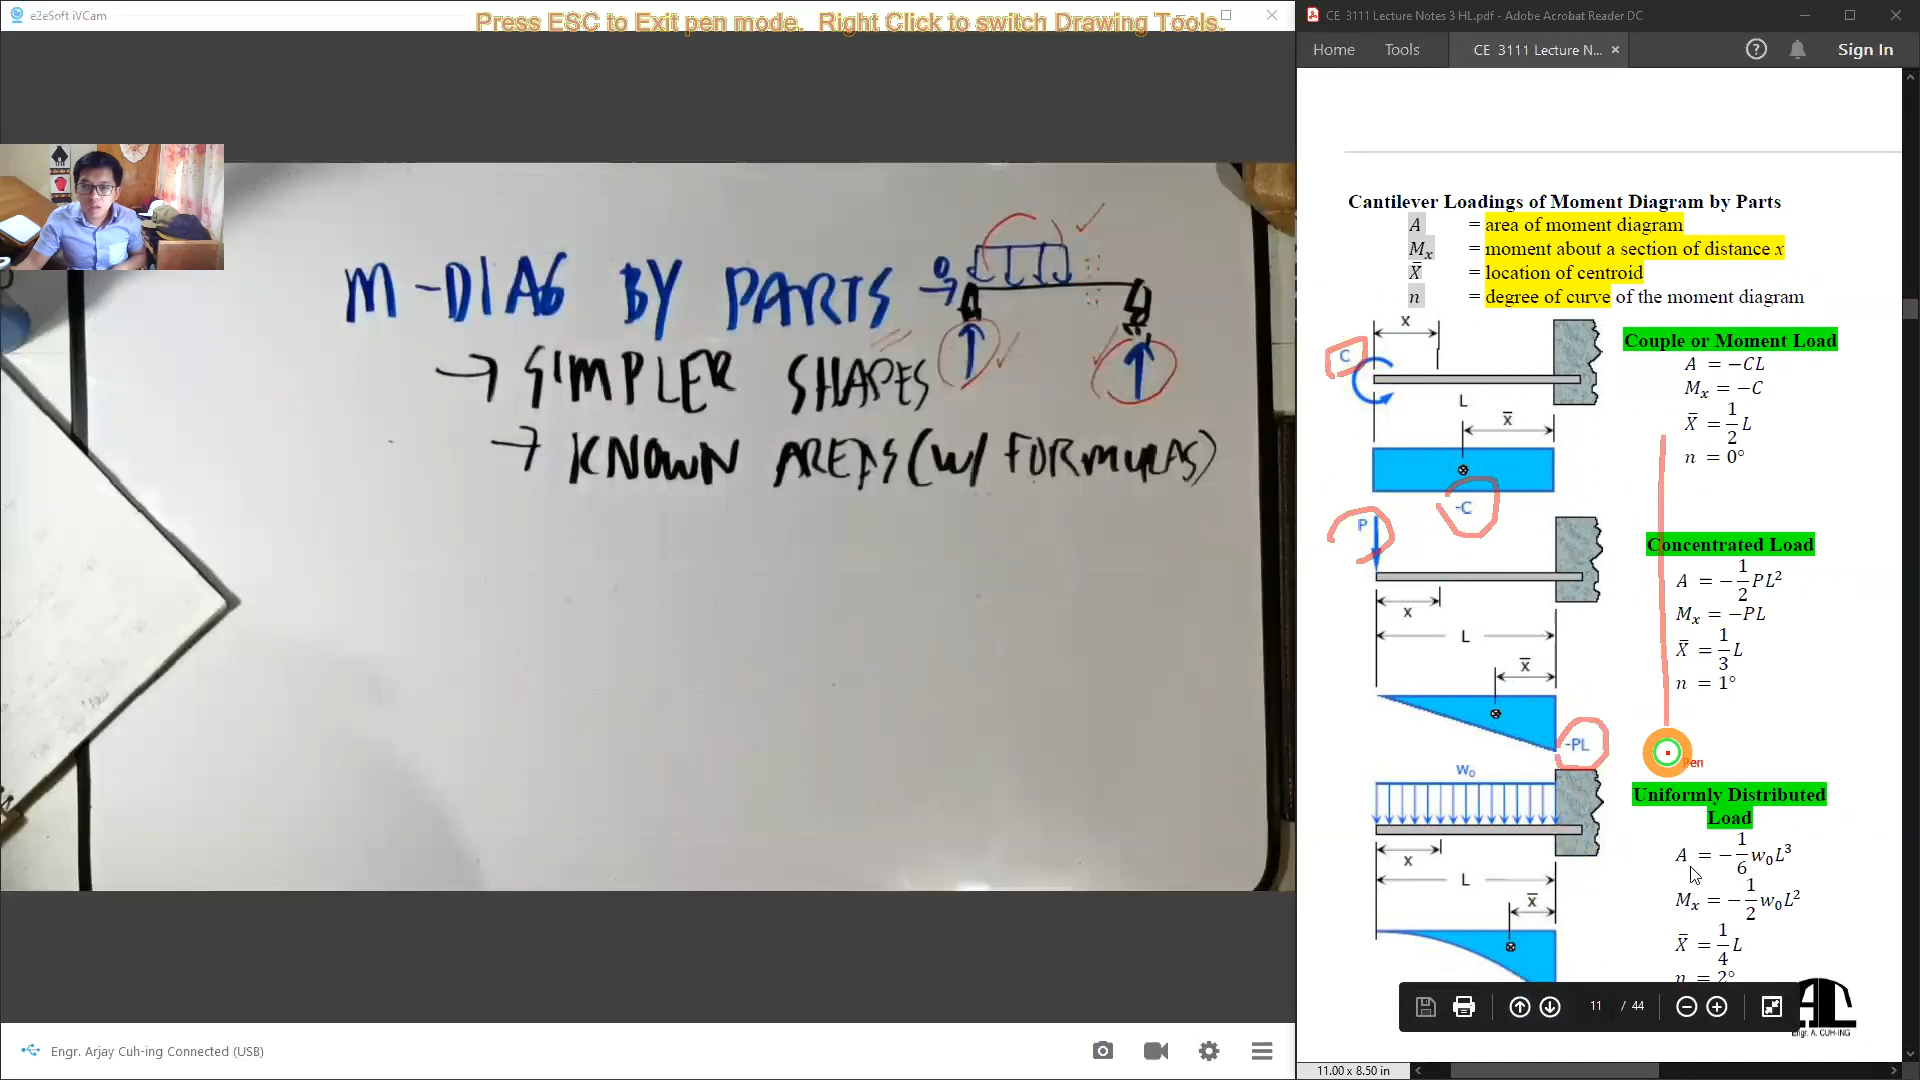 e2eSoft iVCam
Press ESC to Exit pen mode. Right Click to switch Drawing Tools.
M-DIAG BY PARTS →
→ SIMPLER SHAPES
→ KNOWN AREAS (W/ FORMULAS)
Engr. Arjay Cuh-ing Connected (USB)
CE 3111 Lecture Notes 3 HL.pdf - Adobe Acrobat Reader DC
Home Tools CE 3111 Lecture N... × Sign In
Cantilever Loadings of Moment Diagram by Parts
A = area of moment diagram
Mₓ = moment about a section of distance x
X̄ = location of centroid
n = degree of curve of the moment diagram
x
C
L
x̄
-C
Couple or Moment Load
A = −CL
Mₓ = −C
X̄ = 1/2 L
n = 0°
P
x
L
x̄
-PL
Concentrated Load
A = −1/2 PL²
Mₓ = −PL
X̄ = 1/3 L
n = 1°
Pen
w₀
x
L
x̄
Uniformly Distributed
Load
A = −1/6 w₀L³
Mₓ = −1/2 w₀L²
X̄ = 1/4 L
n = 2°
11 / 44
Engr. A. CUH-ING
11.00 x 8.50 in